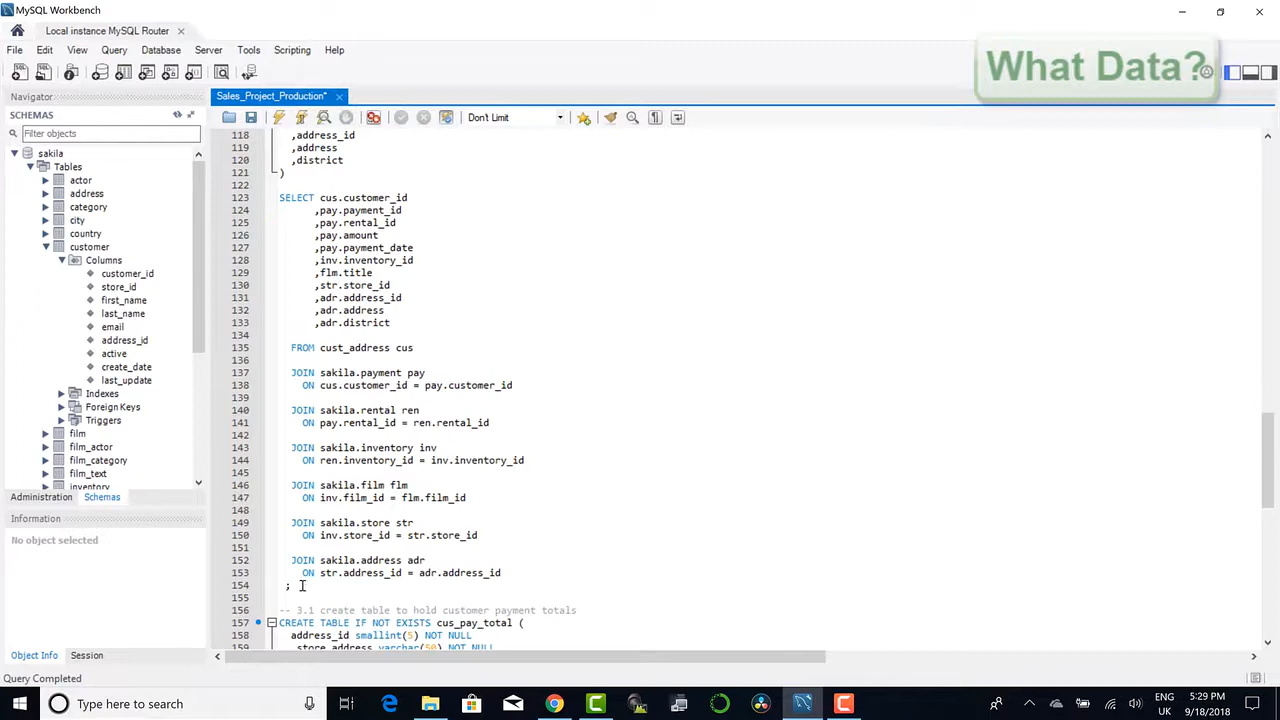 MySQL Workbench
Local instance MySQL Router
File Edit View Query Database Server Tools Scripting Help
What Data?
Navigator
SCHEMAS
Filter objects
sakila
Tables
actor
address
category
city
country
customer
Columns
customer_id
store_id
first_name
last_name
email
address_id
active
create_date
last_update
Indexes
Foreign Keys
Triggers
film
film_actor
film_category
film_text
inventory
Administration Schemas
Information
No object selected
Object Info Session
Sales_Project_Production*
Don't Limit
118 ,address_id
119 ,address
120 ,district
121 )
122
123 SELECT cus.customer_id
124 ,pay.payment_id
125 ,pay.rental_id
126 ,pay.amount
127 ,pay.payment_date
128 ,inv.inventory_id
129 ,flm.title
130 ,str.store_id
131 ,adr.address_id
132 ,adr.address
133 ,adr.district
134
135 FROM cust_address cus
136
137 JOIN sakila.payment pay
138 ON cus.customer_id = pay.customer_id
139
140 JOIN sakila.rental ren
141 ON pay.rental_id = ren.rental_id
142
143 JOIN sakila.inventory inv
144 ON ren.inventory_id = inv.inventory_id
145
146 JOIN sakila.film flm
147 ON inv.film_id = flm.film_id
148
149 JOIN sakila.store str
150 ON inv.store_id = str.store_id
151
152 JOIN sakila.address adr
153 ON str.address_id = adr.address_id
154 ;
155
156 -- 3.1 create table to hold customer payment totals
157 CREATE TABLE IF NOT EXISTS cus_pay_total (
158 address_id smallint(5) NOT NULL
159 store_address varchar(50) NOT NULL
Query Completed
Type here to search
ENG
UK
5:29 PM
9/18/2018